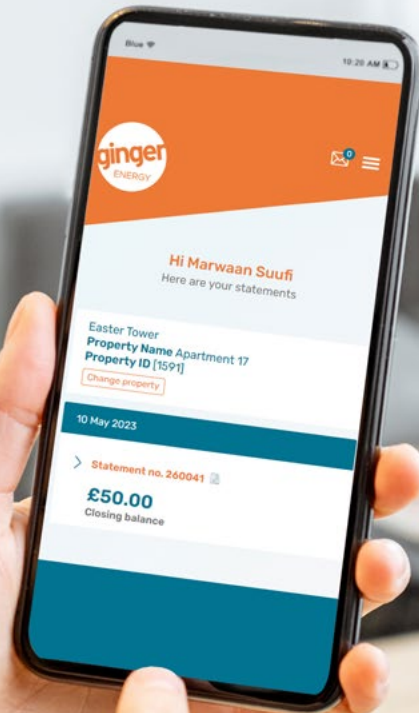 Blue
10:20 AM
ginger
ENERGY
0
Hi Marwaan Suufi
Here are your statements
Easter Tower
Property Name Apartment 17
Property ID [1591]
Change property
10 May 2023
Statement no. 260041
£50.00
Closing balance